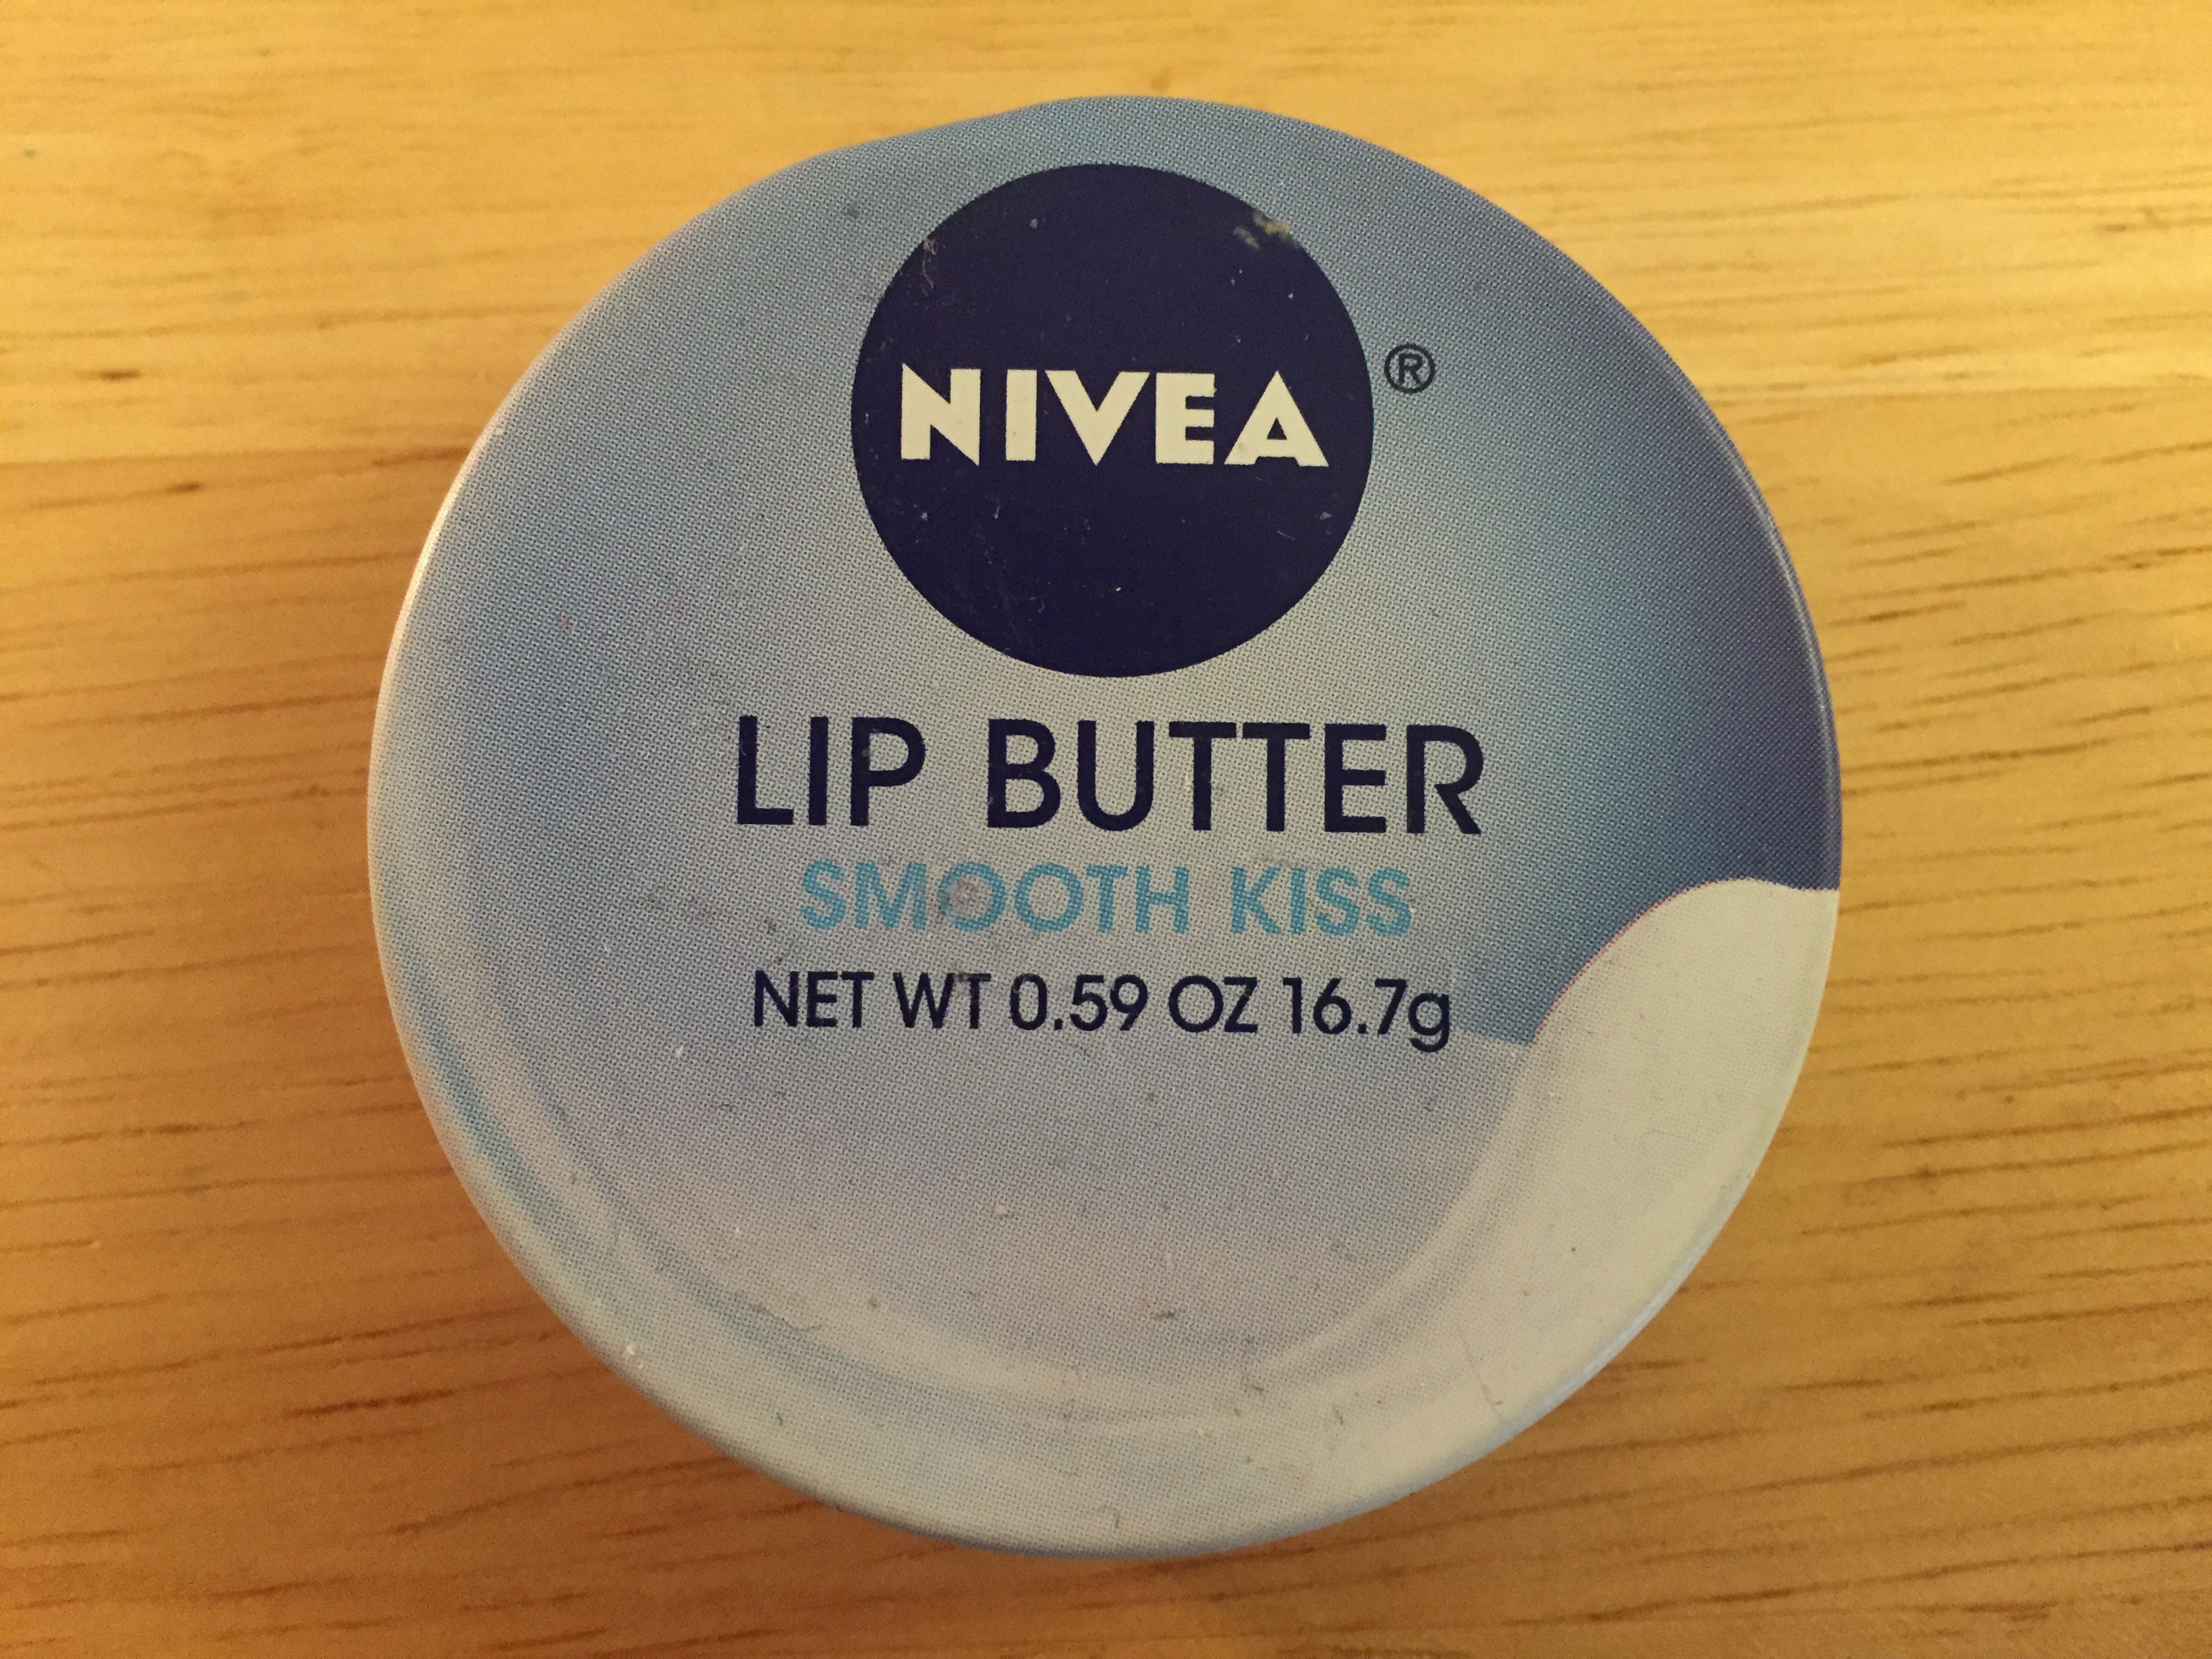 NIVEA ®
LIP BUTTER
SMOOTH KISS
NET WT 0.59 OZ 16.7g